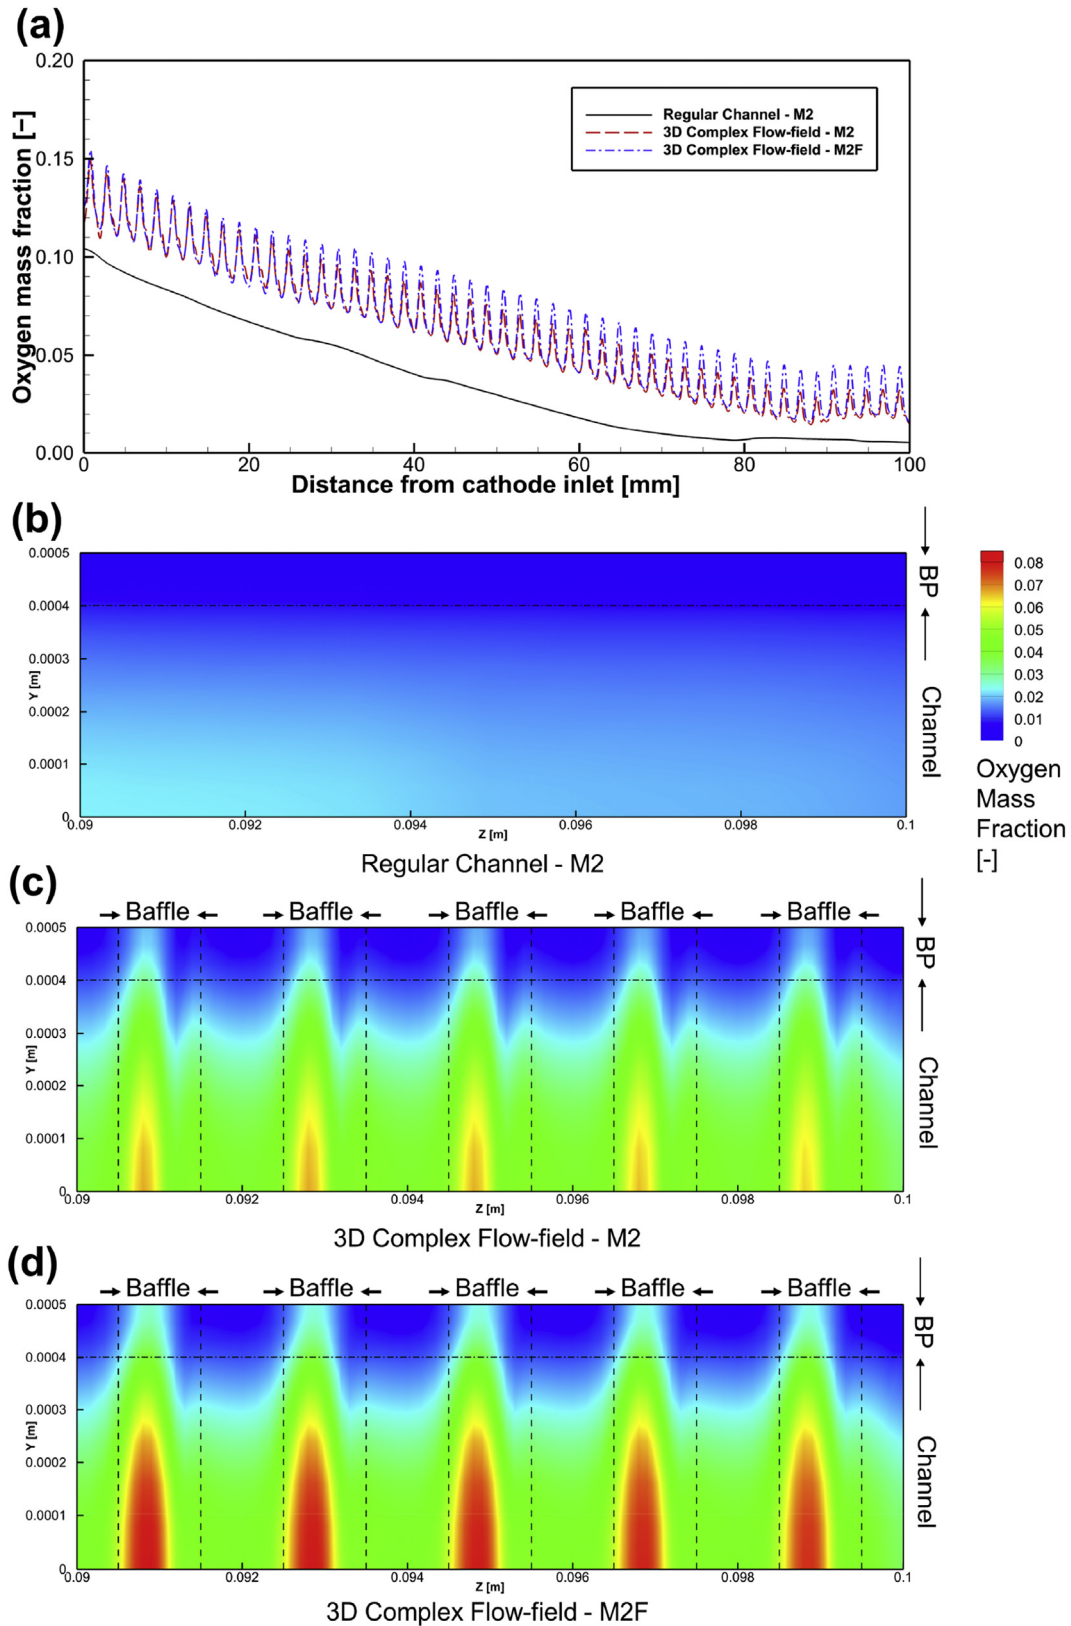 (a)
0.20
0.15
0.10
0.05
0.00
Oxygen mass fraction [−]
Regular Channel - M2
3D Complex Flow-field - M2
3D Complex Flow-field - M2F
0 20 40 60 80 100
Distance from cathode inlet [mm]
(b)
0.0005
0.0004
0.0003
0.0002
0.0001
0
Y [m]
0.09 0.092 0.094 0.096 0.098 0.1
Z [m]
BP
Channel
Regular Channel - M2
0.08
0.07
0.06
0.05
0.04
0.03
0.02
0.01
0
Oxygen
Mass
Fraction
[-]
(c)
Baffle Baffle Baffle Baffle Baffle
0.0005
0.0004
0.0003
0.0002
0.0001
0
Y [m]
0.09 0.092 0.094 0.096 0.098 0.1
Z [m]
BP
Channel
3D Complex Flow-field - M2
(d)
Baffle Baffle Baffle Baffle Baffle
0.0005
0.0004
0.0003
0.0002
0.0001
0
Y [m]
0.09 0.092 0.094 0.096 0.098 0.1
Z [m]
BP
Channel
3D Complex Flow-field - M2F